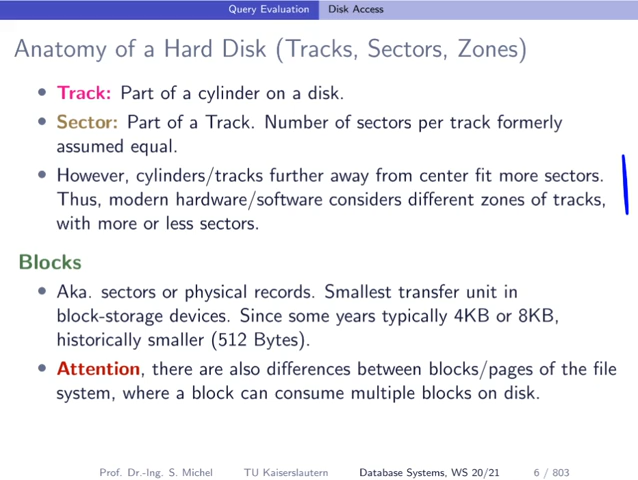 Query Evaluation Disk Access
Anatomy of a Hard Disk (Tracks, Sectors, Zones)
• Track: Part of a cylinder on a disk.
• Sector: Part of a Track. Number of sectors per track formerly
assumed equal.
• However, cylinders/tracks further away from center fit more sectors.
Thus, modern hardware/software considers different zones of tracks,
with more or less sectors.
Blocks
• Aka. sectors or physical records. Smallest transfer unit in
block-storage devices. Since some years typically 4KB or 8KB,
historically smaller (512 Bytes).
• Attention, there are also differences between blocks/pages of the file
system, where a block can consume multiple blocks on disk.
Prof. Dr.-Ing. S. Michel TU Kaiserslautern Database Systems, WS 20/21 6 / 803